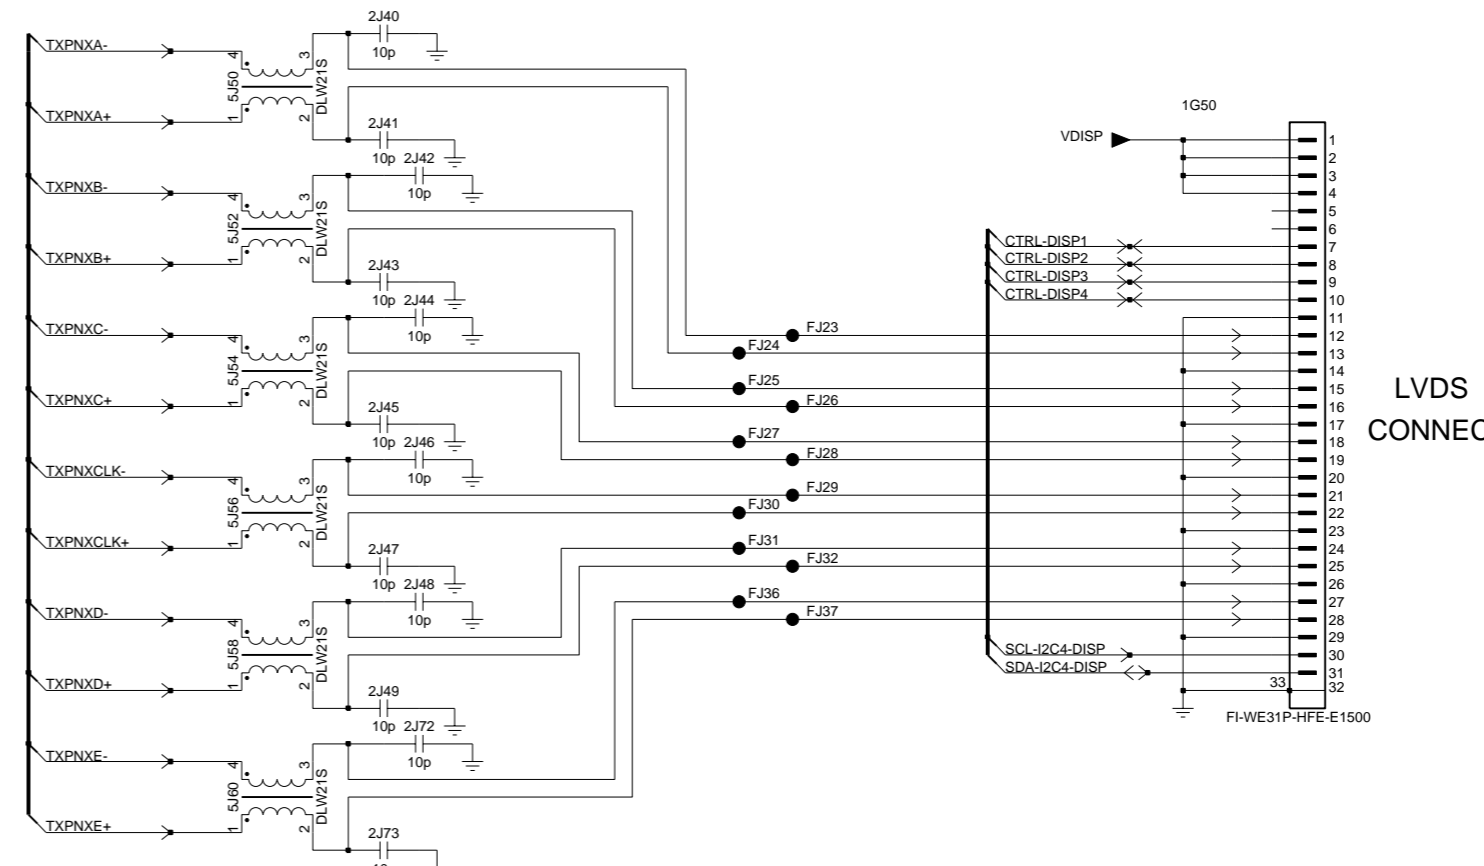 2J40
10p
TXPNXA-
4
3
5J50
DLW21S
TXPNXA+
1
2
2J41
10p
2J42
10p
TXPNXB-
4
3
5J52
DLW21S
TXPNXB+
1
2
2J43
10p
2J44
10p
TXPNXC-
4
3
5J54
DLW21S
TXPNXC+
1
2
2J45
10p
2J46
10p
TXPNXCLK-
4
3
5J56
DLW21S
TXPNXCLK+
1
2
2J47
10p
2J48
10p
TXPNXD-
4
3
5J58
DLW21S
TXPNXD+
1
2
2J49
10p
2J72
10p
TXPNXE-
4
3
5J60
DLW21S
TXPNXE+
1
2
2J73
FJ23
FJ24
FJ25
FJ26
FJ27
FJ28
FJ29
FJ30
FJ31
FJ32
FJ36
FJ37
1G50
VDISP
CTRL-DISP1
CTRL-DISP2
CTRL-DISP3
CTRL-DISP4
SCL-I2C4-DISP
SDA-I2C4-DISP
1
2
3
4
5
6
7
8
9
10
11
12
13
14
15
16
17
18
19
20
21
22
23
24
25
26
27
28
29
30
31
33
32
FI-WE31P-HFE-E1500
LVDS
CONNEC